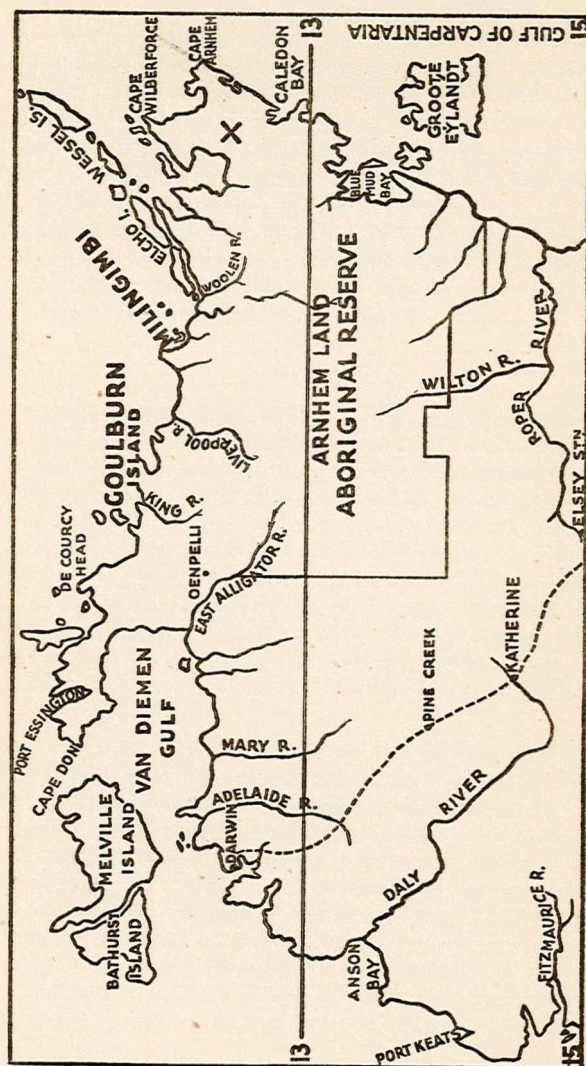 WESSEL IS.
CAPE
WILBERFORCE
CAPE
ARNHEM
ELCHO I.
WOOLEN R.
MILINGIMBI
X
CALEDON
BAY
GOULBURN
ISLAND
DE COURCY
HEAD
PORT ESSINGTON
CAPE DON
MELVILLE
ISLAND
BATHURST
ISLAND
VAN DIEMEN
GULF
KING R.
LIVERPOOL R.
OENPELLI
EAST ALLIGATOR R.
MARY R.
ADELAIDE R.
DARWIN
13
13
ARNHEM LAND
ABORIGINAL RESERVE
BLUE
MUD
BAY
GROOTE
EYLANDT
GULF OF CARPENTARIA
ANSON
BAY
DALY
RIVER
PINE CREEK
KATHERINE
WILTON R.
ROPER
RIVER
ELSEY STN
PORT KEATS
FITZMAURICE R.
15
15